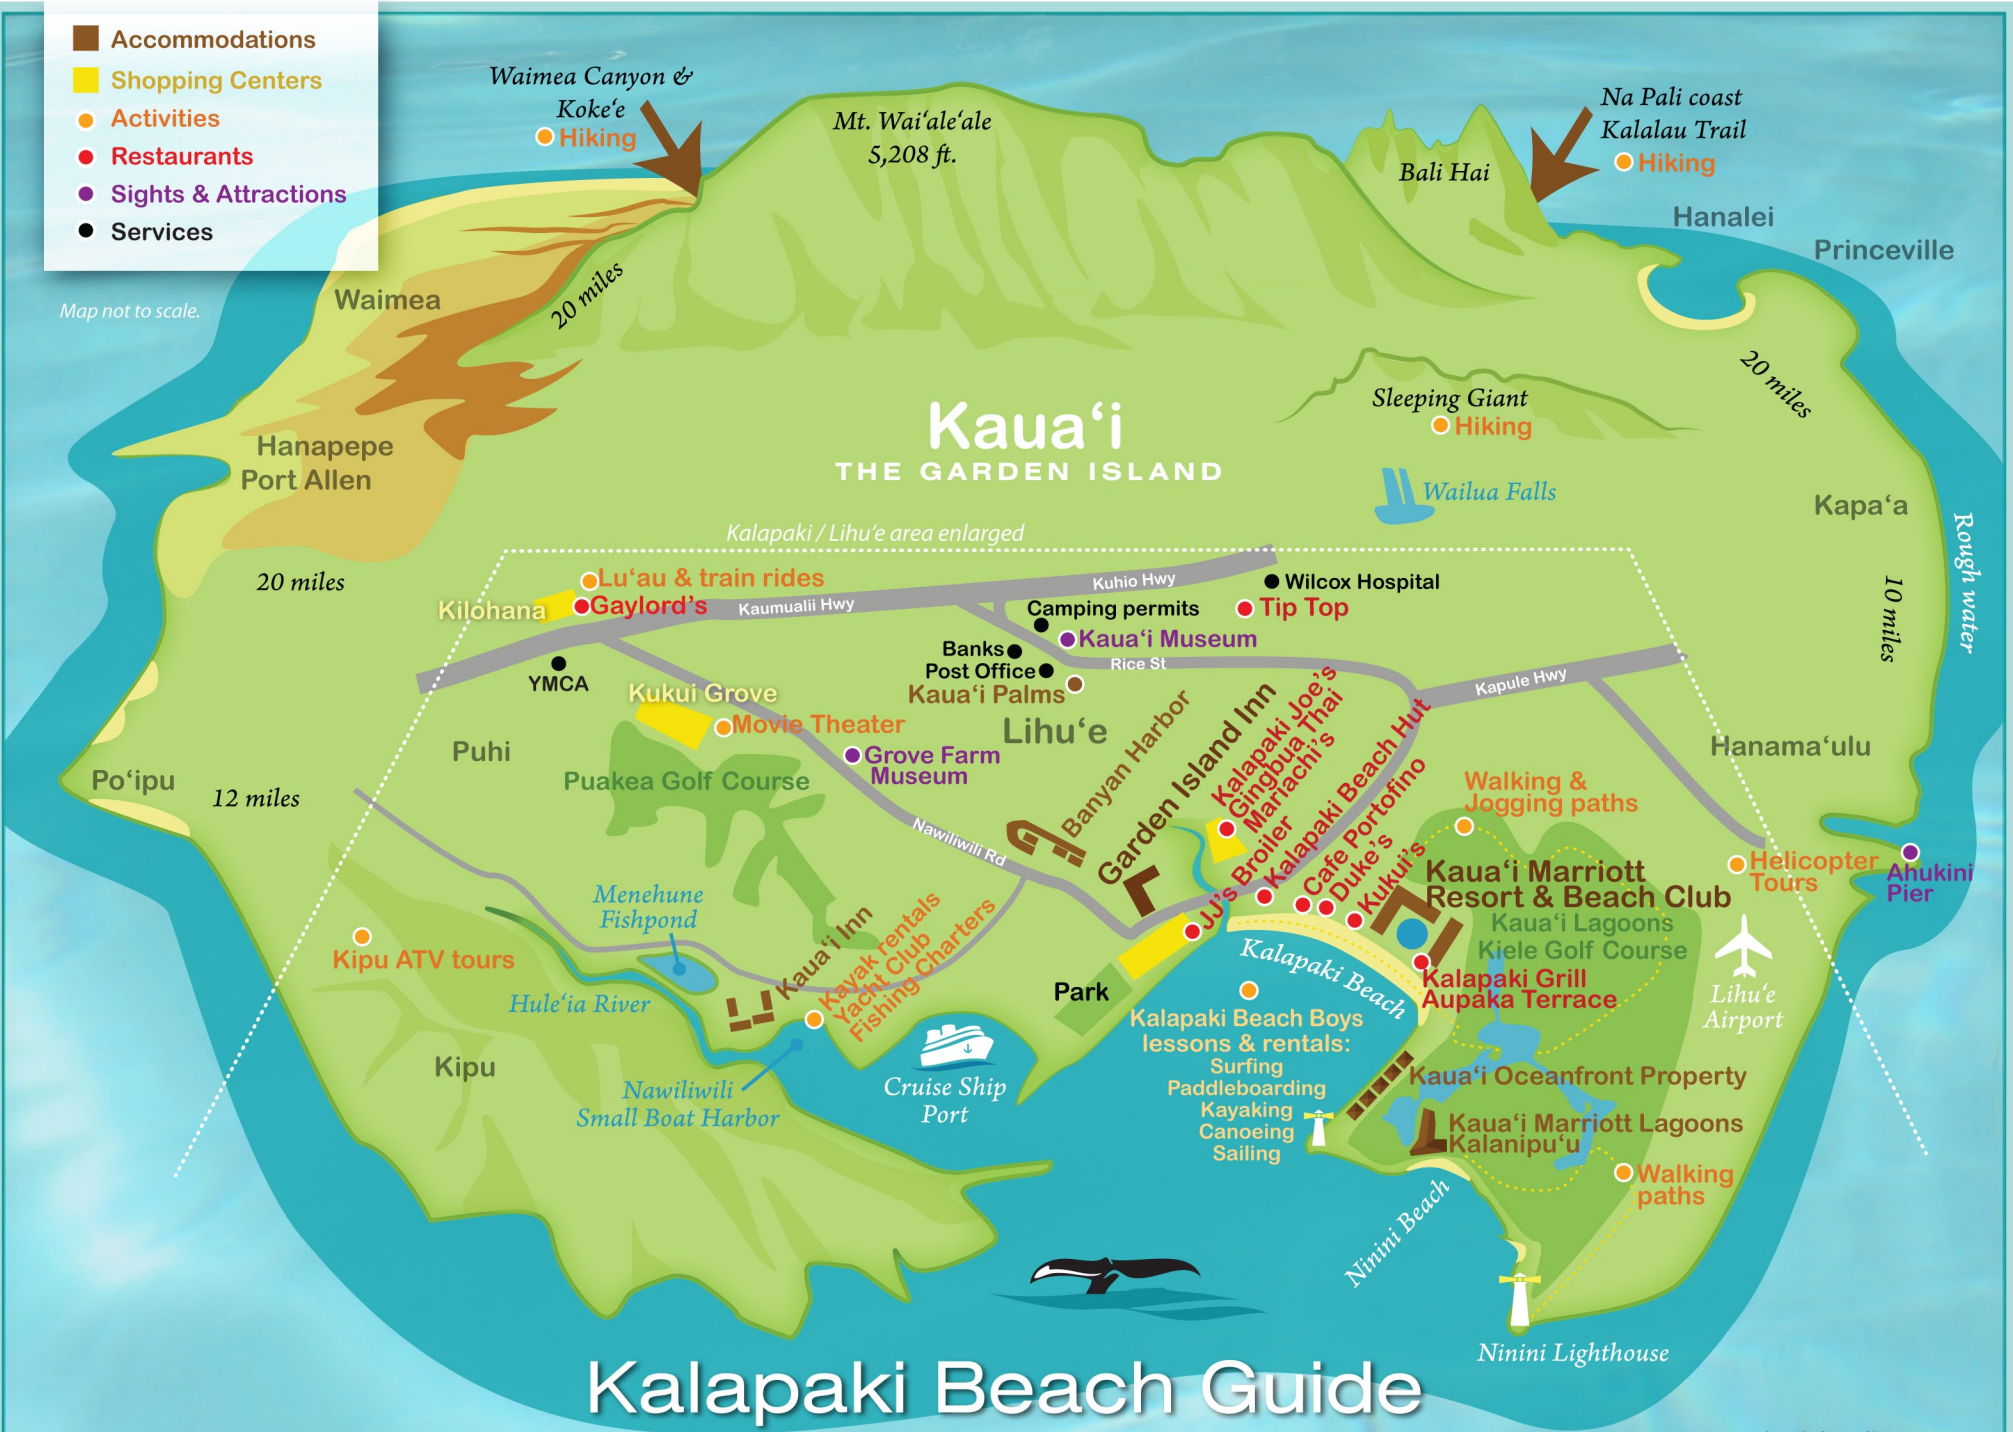 Accommodations
Shopping Centers
Activities
Restaurants
Sights & Attractions
Services
Map not to scale.
Waimea Canyon &
Koke‘e
Hiking
Mt. Wai‘ale‘ale
5,208 ft.
Bali Hai
Na Pali coast
Kalalau Trail
Hiking
Hanalei
Princeville
Waimea
20 miles
20 miles
Hanapepe
Port Allen
Kaua‘i
THE GARDEN ISLAND
Sleeping Giant
Hiking
Wailua Falls
Kapa‘a
Rough water
10 miles
Kalapaki / Lihu‘e area enlarged
20 miles
Lu‘au & train rides
Kilohana
Gaylord’s
Kaumualii Hwy
Kuhio Hwy
Wilcox Hospital
Camping permits
Tip Top
Kaua‘i Museum
Banks
Post Office
Rice St
Kaua‘i Palms
YMCA
Kukui Grove
Movie Theater
Lihu‘e
Kapule Hwy
Puhi
Puakea Golf Course
Grove Farm
Museum
Nawiliwili Rd
Banyan Harbor
Garden Island Inn
Kalapaki Joe’s
Gingbua Thai
Mariachi’s
JJ’s Broiler
Kalapaki Beach Hut
Cafe Portofino
Duke’s
Kukui’s
Hanama‘ulu
Po‘ipu
12 miles
Walking &
Jogging paths
Kaua‘i Marriott
Resort & Beach Club
Kaua‘i Lagoons
Kiele Golf Course
Helicopter
Tours
Ahukini
Pier
Menehune
Fishpond
Kipu ATV tours
Hule‘ia River
Kaua‘i Inn
Kayak rentals
Yacht Club
Fishing Charters
Park
Kalapaki Beach
Kalapaki Grill
Aupaka Terrace
Lihu‘e
Airport
Kalapaki Beach Boys
lessons & rentals:
Surfing
Paddleboarding
Kayaking
Canoeing
Sailing
Kipu
Nawiliwili
Small Boat Harbor
Cruise Ship
Port
Kaua‘i Oceanfront Property
Kaua‘i Marriott Lagoons
Kalanipu‘u
Walking
paths
Ninini Beach
Ninini Lighthouse
Kalapaki Beach Guide